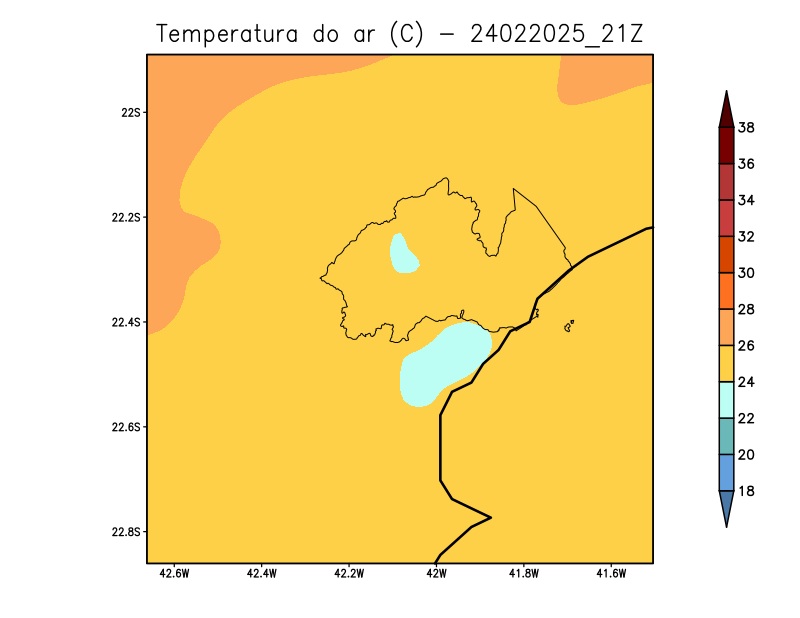 Temperatura do ar (C) - 24022025_21Z
22S
22.2S
22.4S
22.6S
22.8S
42.6W
42.4W
42.2W
42W
41.8W
41.6W
38
36
34
32
30
28
26
24
22
20
18